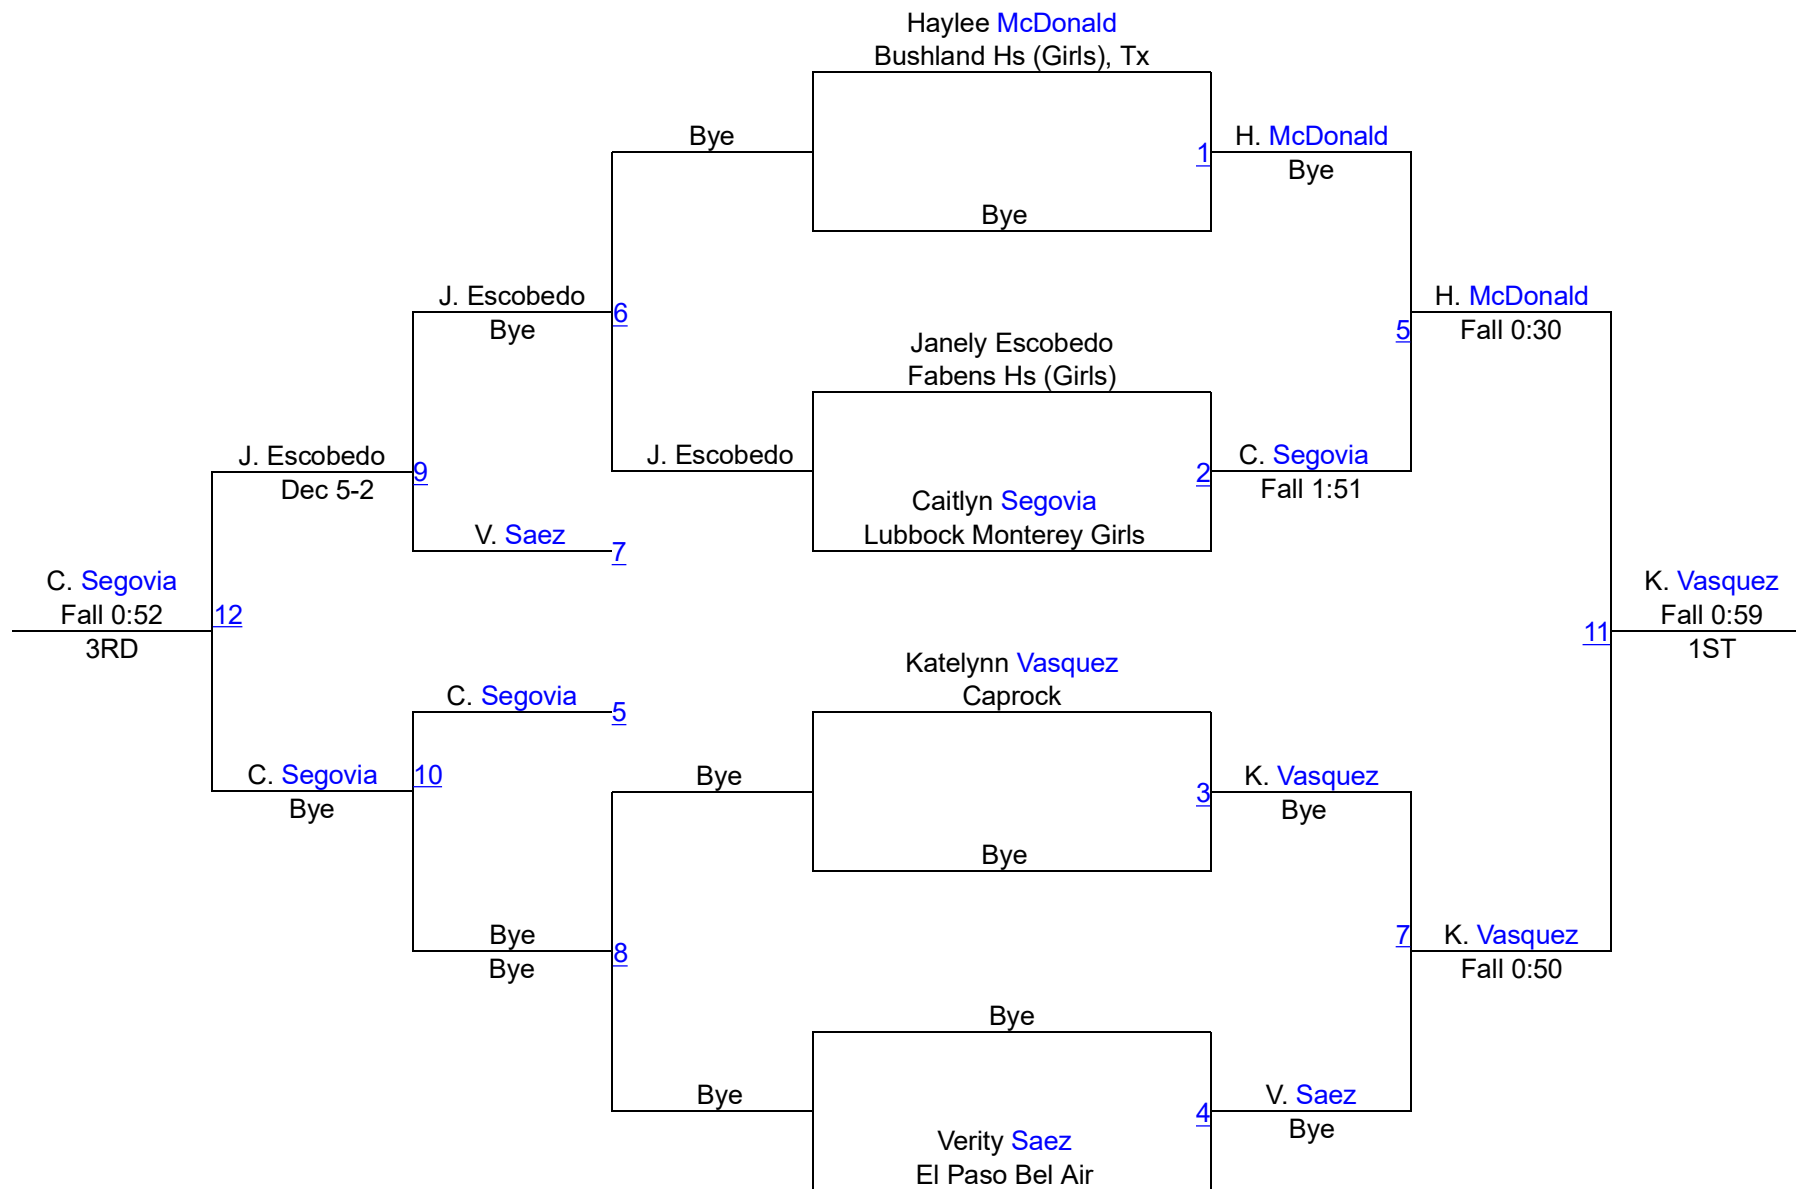 Haylee McDonald
Bushland Hs (Girls), Tx
Bye
1
H. McDonald
Bye
Bye
J. Escobedo
Bye
6
H. McDonald
Fall 0:30
5
Janely Escobedo
Fabens Hs (Girls)
J. Escobedo
Dec 5-2
9
J. Escobedo
2
C. Segovia
Fall 1:51
Caitlyn Segovia
Lubbock Monterey Girls
V. Saez
7
C. Segovia
Fall 0:52
3RD
12
K. Vasquez
Fall 0:59
1ST
11
Katelynn Vasquez
Caprock
C. Segovia
5
C. Segovia
Bye
10
Bye
3
K. Vasquez
Bye
Bye
Bye
Bye
8
7
K. Vasquez
Fall 0:50
Bye
Bye
4
V. Saez
Bye
Verity Saez
El Paso Bel Air